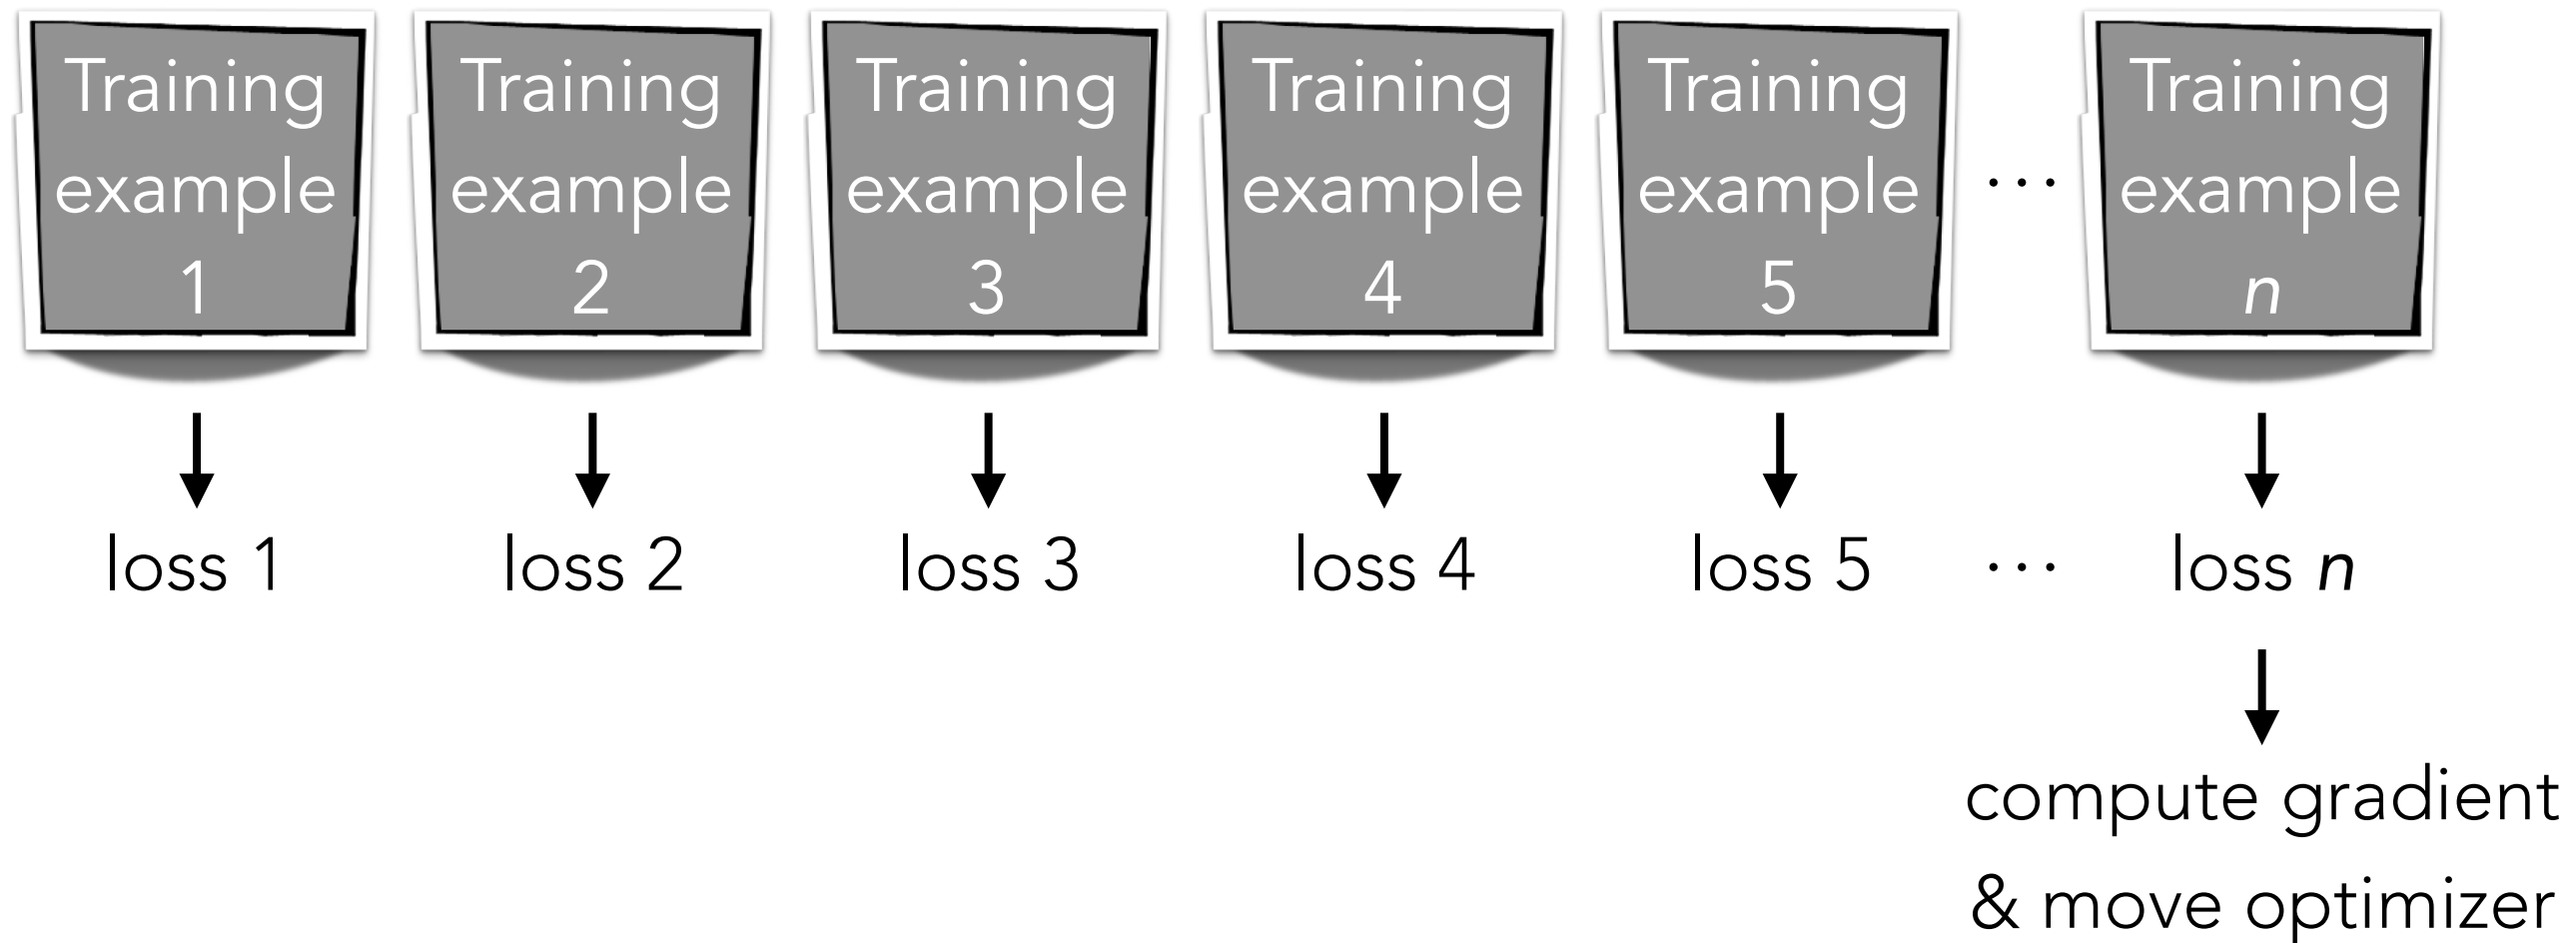 Training
example
1
Training
example
2
Training
example
3
Training
example
4
Training
example
5
...
Training
example
n
loss 1
loss 2
loss 3
loss 4
loss 5
...
loss n
compute gradient
& move optimizer